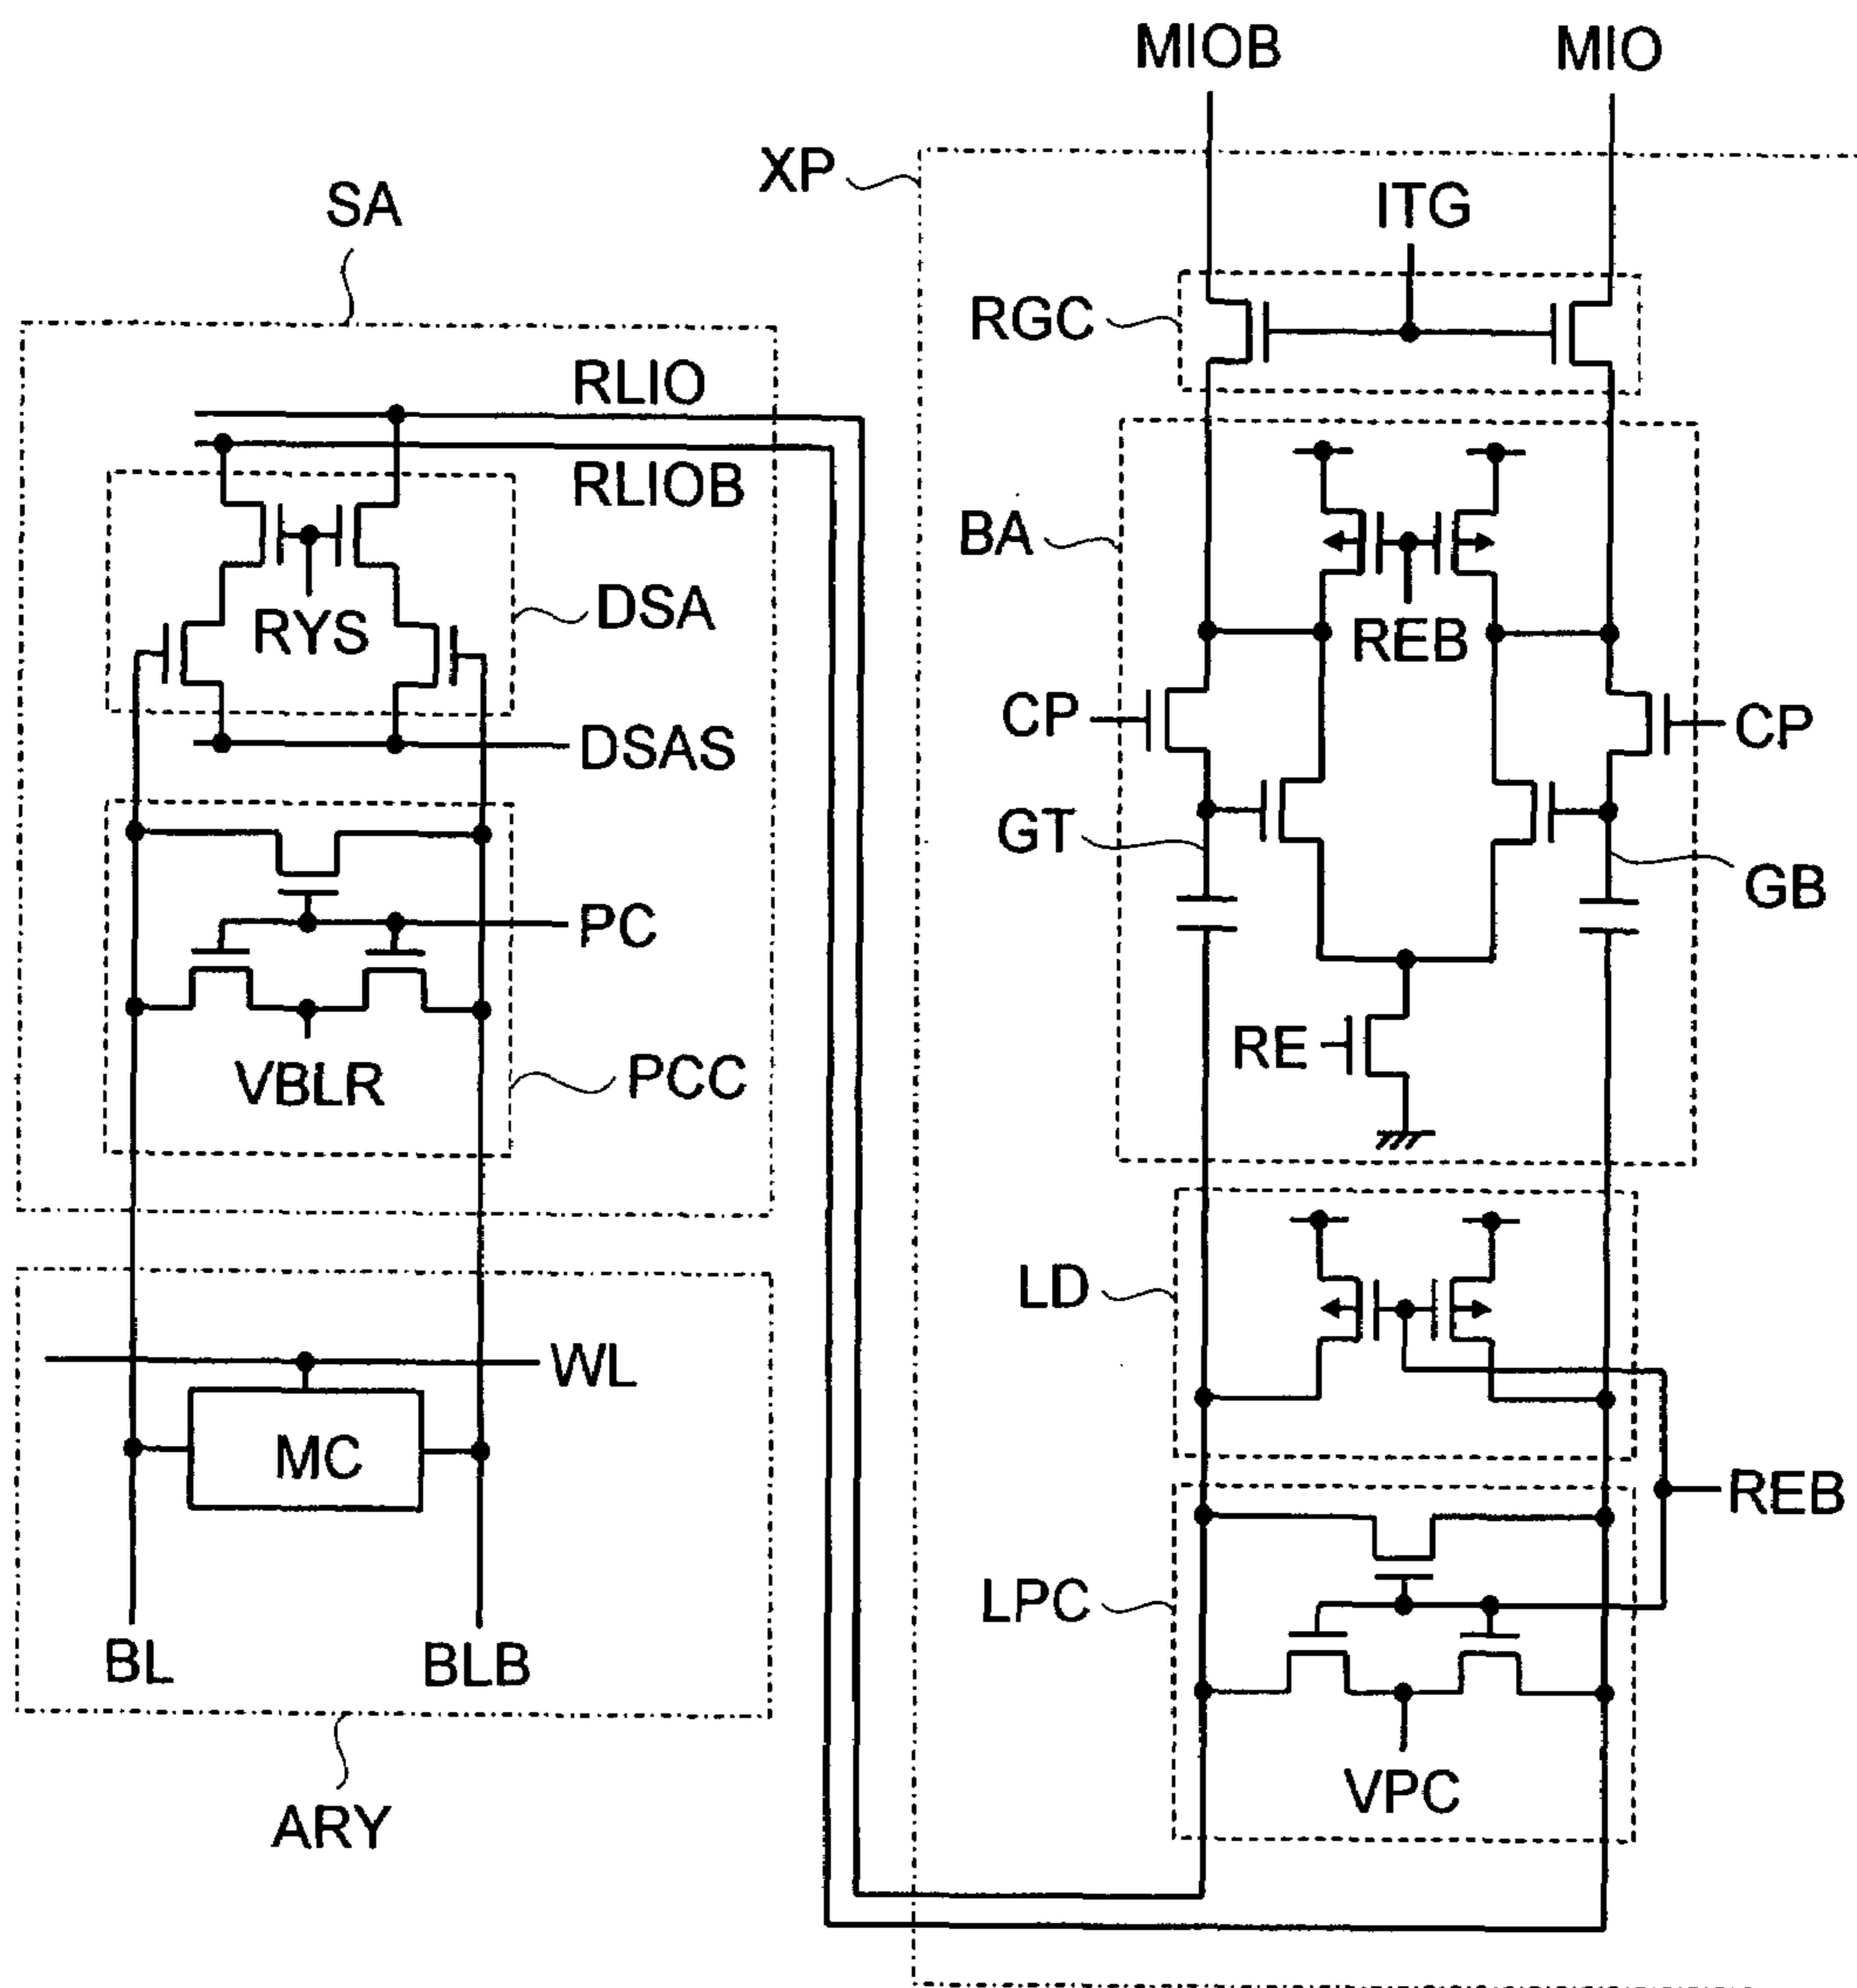 MIOB
MIO
XP
ITG
SA
RGC
RLIO
RLIOB
BA
RYS
DSA
REB
CP
CP
DSAS
GT
GB
PC
RE
VBLR
PCC
LD
WL
MC
REB
LPC
BL
BLB
VPC
ARY